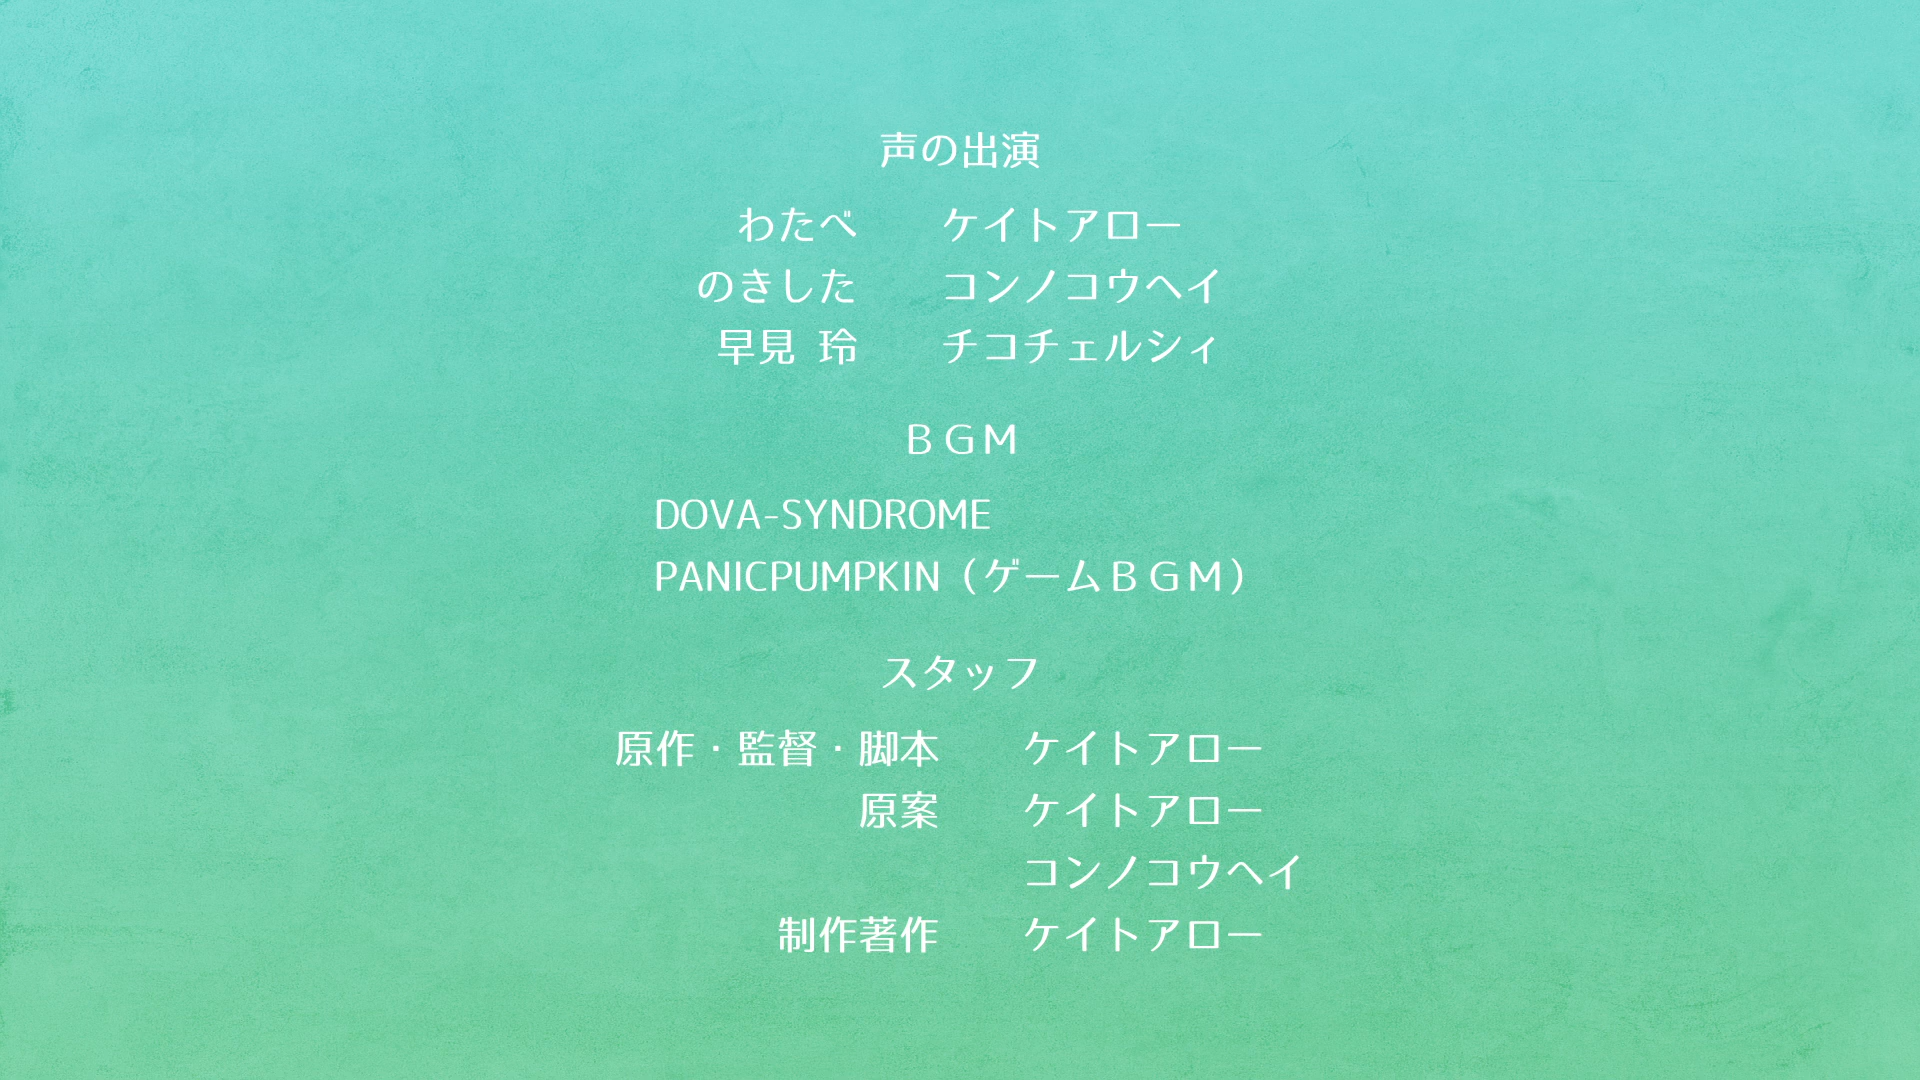 声の出演
わたべ　　ケイトアロー
のきした　　コンノコウヘイ
早見 玲　　チコチェルシィ
ＢＧＭ
DOVA-SYNDROME
PANICPUMPKIN（ゲームＢＧＭ）
スタッフ
原作・監督・脚本　　ケイトアロー
原案　　ケイトアロー
コンノコウヘイ
制作著作　　ケイトアロー